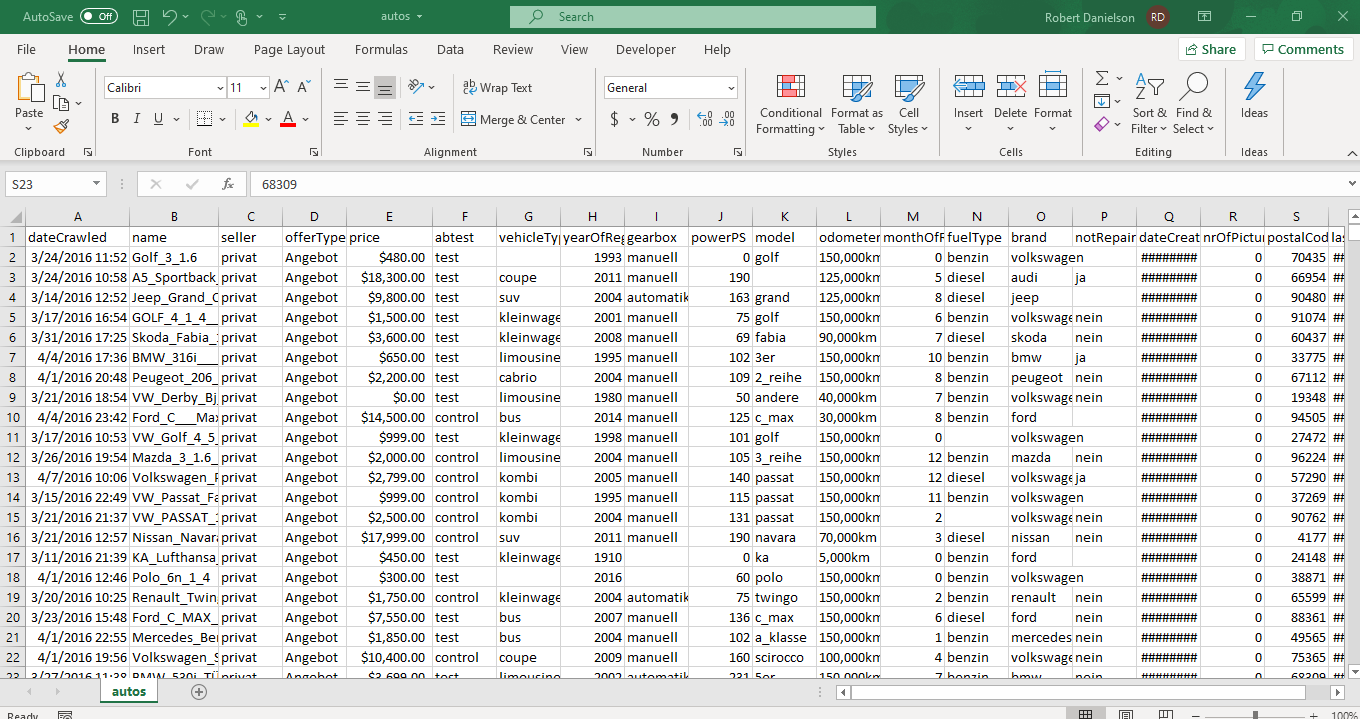 AutoSave Off autos Search Robert Danielson RD
File Home Insert Draw Page Layout Formulas Data Review View Developer Help Share Comments
Paste Calibri 11 Wrap Text General Conditional Formatting Format as Table Cell Styles Insert Delete Format Sort & Filter Find & Select Ideas
B I U A Merge & Center $ %
Clipboard Font Alignment Number Styles Cells Editing Ideas
S23 fx 68309
A B C D E F G H I J K L M N O P Q R S
1 dateCrawled name seller offerType price abtest vehicleTyp yearOfReg gearbox powerPS model odometer monthOfR fuelType brand notRepair dateCreat nrOfPictur postalCod las
2 3/24/2016 11:52 Golf_3_1.6 privat Angebot $480.00 test 1993 manuell 0 golf 150,000km 0 benzin volkswagen ######## 0 70435 ##
3 3/24/2016 10:58 A5_Sportback_ privat Angebot $18,300.00 test coupe 2011 manuell 190 125,000km 5 diesel audi ja ######## 0 66954 ##
4 3/14/2016 12:52 Jeep_Grand_C privat Angebot $9,800.00 test suv 2004 automatik 163 grand 125,000km 8 diesel jeep ######## 0 90480 ##
5 3/17/2016 16:54 GOLF_4_1_4__ privat Angebot $1,500.00 test kleinwage 2001 manuell 75 golf 150,000km 6 benzin volkswage nein ######## 0 91074 ##
6 3/31/2016 17:25 Skoda_Fabia_1 privat Angebot $3,600.00 test kleinwage 2008 manuell 69 fabia 90,000km 7 diesel skoda nein ######## 0 60437 ##
7 4/4/2016 17:36 BMW_316i___ privat Angebot $650.00 test limousine 1995 manuell 102 3er 150,000km 10 benzin bmw ja ######## 0 33775 ##
8 4/1/2016 20:48 Peugeot_206_ privat Angebot $2,200.00 test cabrio 2004 manuell 109 2_reihe 150,000km 8 benzin peugeot nein ######## 0 67112 ##
9 3/21/2016 18:54 VW_Derby_Bj_ privat Angebot $0.00 test limousine 1980 manuell 50 andere 40,000km 7 benzin volkswage nein ######## 0 19348 ##
10 4/4/2016 23:42 Ford_C___Max privat Angebot $14,500.00 control bus 2014 manuell 125 c_max 30,000km 8 benzin ford ######## 0 94505 ##
11 3/17/2016 10:53 VW_Golf_4_5_ privat Angebot $999.00 test kleinwage 1998 manuell 101 golf 150,000km 0 volkswagen ######## 0 27472 ##
12 3/26/2016 19:54 Mazda_3_1.6_ privat Angebot $2,000.00 control limousine 2004 manuell 105 3_reihe 150,000km 12 benzin mazda nein ######## 0 96224 ##
13 4/7/2016 10:06 Volkswagen_P privat Angebot $2,799.00 control kombi 2005 manuell 140 passat 150,000km 12 diesel volkswage ja ######## 0 57290 ##
14 3/15/2016 22:49 VW_Passat_Fa privat Angebot $999.00 control kombi 1995 manuell 115 passat 150,000km 11 benzin volkswagen ######## 0 37269 ##
15 3/21/2016 21:37 VW_PASSAT_1 privat Angebot $2,500.00 control kombi 2004 manuell 131 passat 150,000km 2 volkswage nein ######## 0 90762 ##
16 3/21/2016 12:57 Nissan_Navara privat Angebot $17,999.00 control suv 2011 manuell 190 navara 70,000km 3 diesel nissan nein ######## 0 4177 ##
17 3/11/2016 21:39 KA_Lufthansa_ privat Angebot $450.00 test kleinwage 1910 0 ka 5,000km 0 benzin ford ######## 0 24148 ##
18 4/1/2016 12:46 Polo_6n_1_4 privat Angebot $300.00 test 2016 60 polo 150,000km 0 benzin volkswagen ######## 0 38871 ##
19 3/20/2016 10:25 Renault_Twin privat Angebot $1,750.00 control kleinwage 2004 automatik 75 twingo 150,000km 2 benzin renault nein ######## 0 65599 ##
20 3/23/2016 15:48 Ford_C_MAX_ privat Angebot $7,550.00 test bus 2007 manuell 136 c_max 150,000km 6 diesel ford nein ######## 0 88361 ##
21 4/1/2016 22:55 Mercedes_Ben privat Angebot $1,850.00 test bus 2004 manuell 102 a_klasse 150,000km 1 benzin mercedes nein ######## 0 49565 ##
22 4/1/2016 19:56 Volkswagen_S privat Angebot $10,400.00 control coupe 2009 manuell 160 scirocco 100,000km 4 benzin volkswage nein ######## 0 75365 ##
23 3/27/2016 11:38 privat Angebot $3,699.00 test limousine 2002 automatik 231 5er 150,000km 7 benzin bmw nein ######## 0 68309 ##
autos
Ready 100%